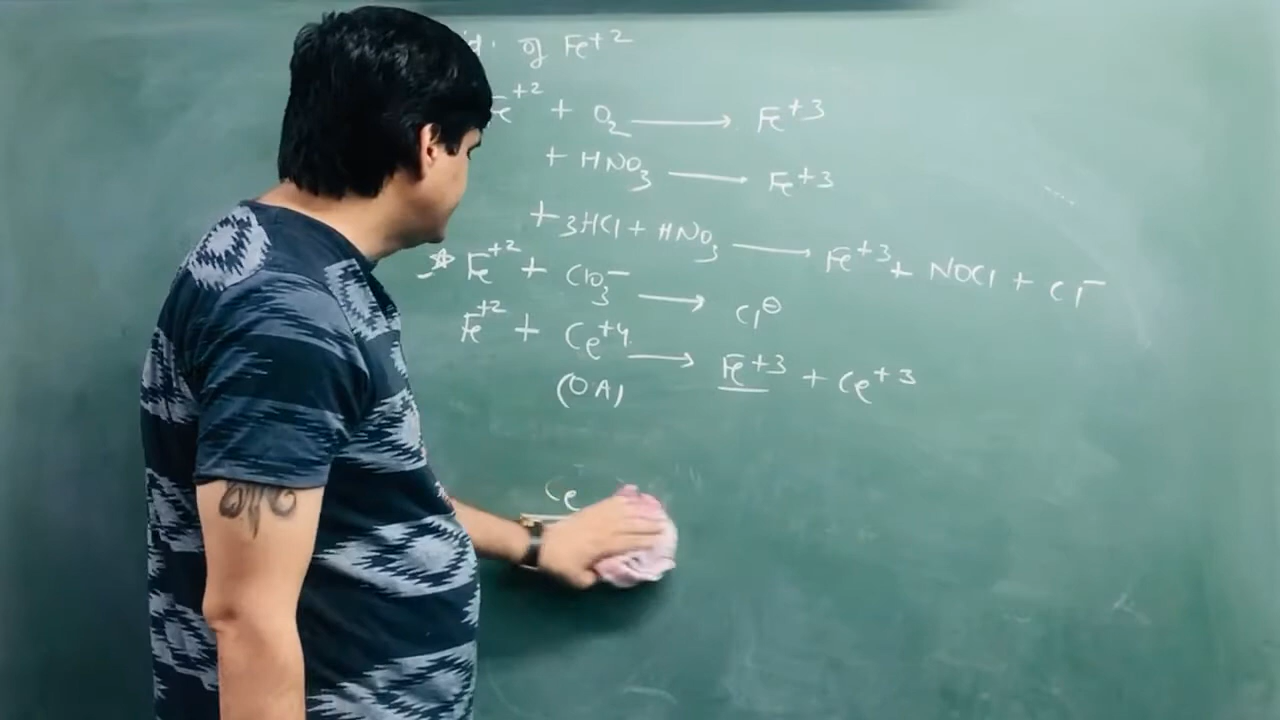 of Fe+2
Fe+2 + O2 ⟶ Fe+3
+ HNO3 ⟶ Fe+3
+ 3HCl + HNO3 ⟶ Fe+3 + NOCl + Cl−
☆ Fe+2 + ClO3− ⟶ Cl⊖
Fe+2 + Ce+4 ⟶ Fe+3 + Ce+3
(OA)
Ce